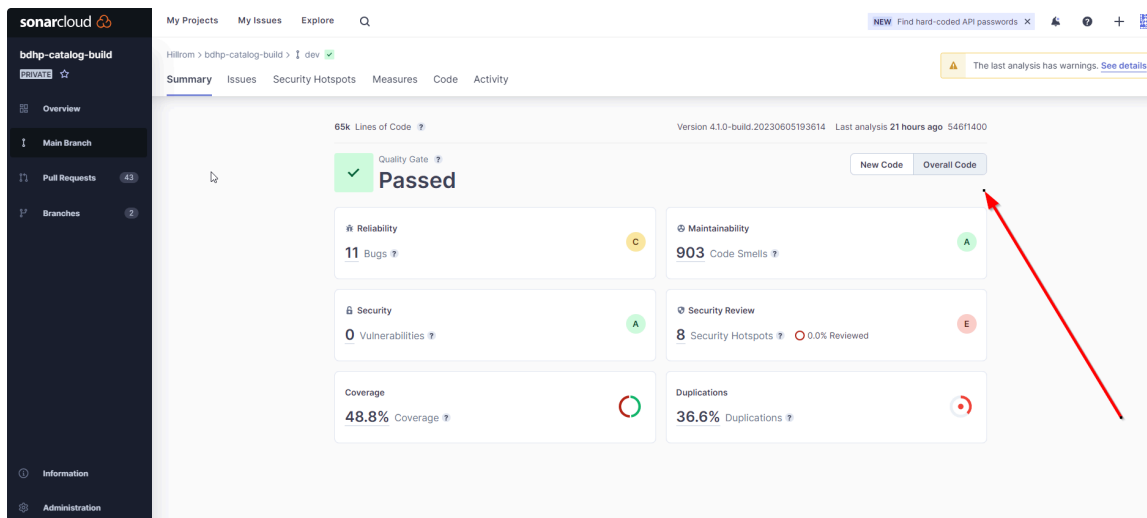 sonarcloud
My Projects My Issues Explore
NEW Find hard-coded API passwords
bdhp-catalog-build
PRIVATE
Overview
Main Branch
Pull Requests 43
Branches 2
Information
Administration
Hillrom > bdhp-catalog-build > dev
Summary Issues Security Hotspots Measures Code Activity
The last analysis has warnings. See details
65k Lines of Code ?
Version 4.1.0-build.20230605193614 Last analysis 21 hours ago 546f1400
Quality Gate ?
Passed
New Code Overall Code
Reliability
11 Bugs ?
C
Maintainability
903 Code Smells ?
A
Security
0 Vulnerabilities ?
A
Security Review
8 Security Hotspots ? 0.0% Reviewed
E
Coverage
48.8% Coverage ?
Duplications
36.6% Duplications ?